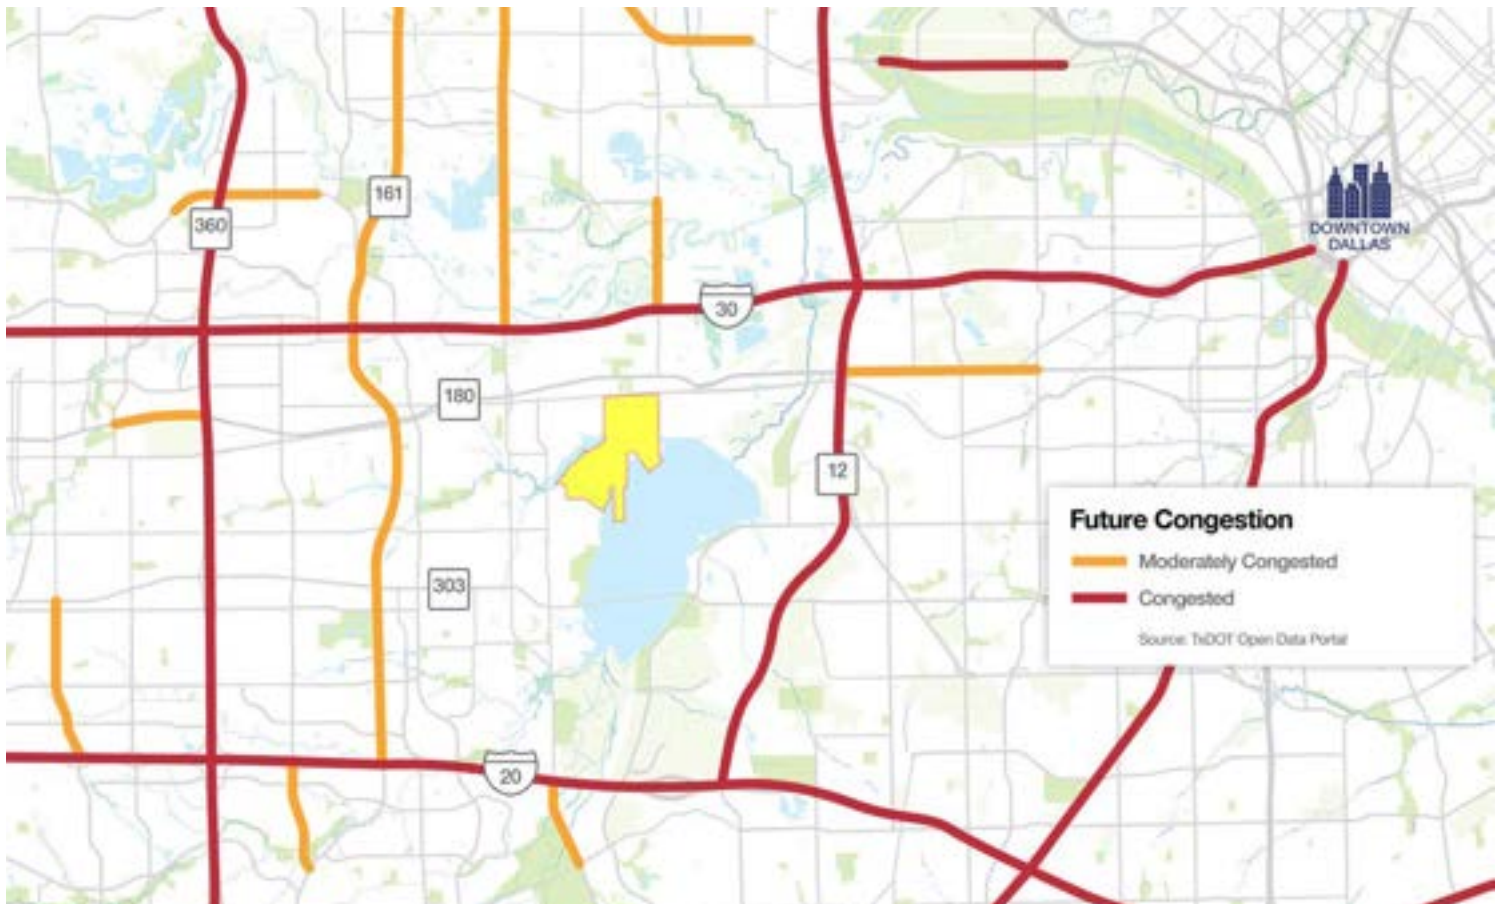 161
360
DOWNTOWN
DALLAS
30
180
12
Future Congestion
Moderately Congested
303
Congested
Source: TxDOT Open Data Portal
20